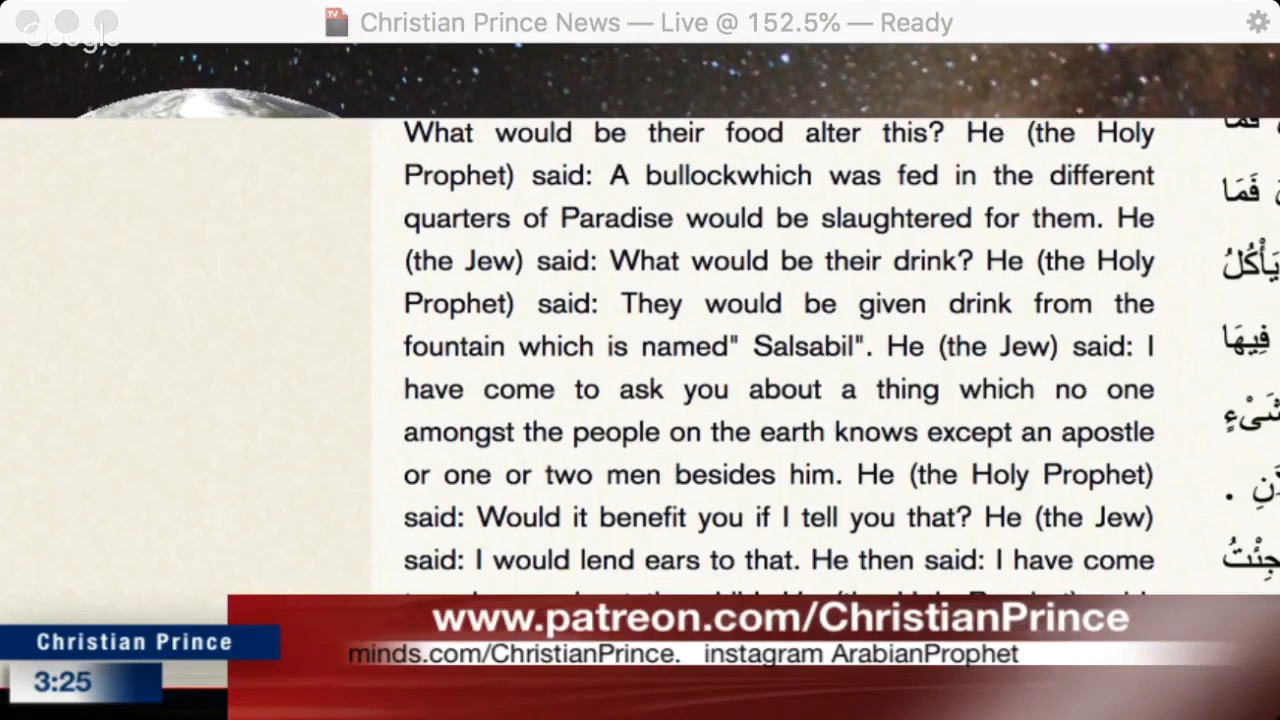 Christian Prince News — Live @ 152.5% — Ready
Google
What would be their food alter this? He (the Holy
Prophet) said: A bullockwhich was fed in the different
quarters of Paradise would be slaughtered for them. He
(the Jew) said: What would be their drink? He (the Holy
Prophet) said: They would be given drink from the
fountain which is named" Salsabil". He (the Jew) said: I
have come to ask you about a thing which no one
amongst the people on the earth knows except an apostle
or one or two men besides him. He (the Holy Prophet)
said: Would it benefit you if I tell you that? He (the Jew)
said: I would lend ears to that. He then said: I have come
فَمَا
يَأْكُلُ
فِيهَا
شَىْءٍ
جِئْتُ
www.patreon.com/ChristianPrince
Christian Prince
minds.com/ChristianPrince. instagram ArabianProphet
3:25